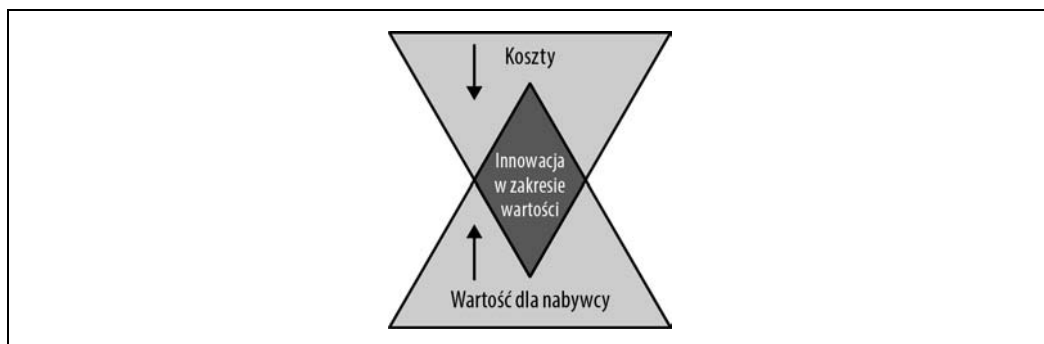 Koszty
Innowacja
w zakresie
wartości
Wartość dla nabywcy